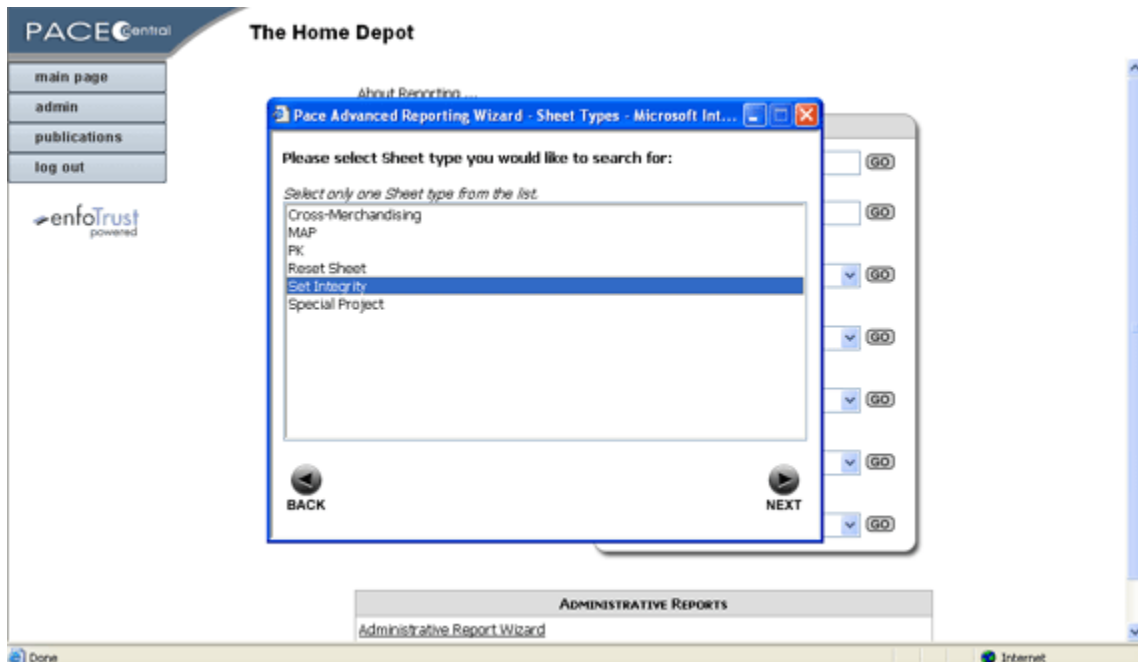 PACE Central
The Home Depot
main page
admin
publications
log out
enfoTrust
powered
About Reporting ...
Pace Advanced Reporting Wizard - Sheet Types - Microsoft Int...
Please select Sheet type you would like to search for:
Select only one Sheet type from the list.
Cross-Merchandising
MAP
PK
Reset Sheet
Set Integrity
Special Project
BACK
NEXT
GO
GO
GO
GO
GO
GO
GO
ADMINISTRATIVE REPORTS
Administrative Report Wizard
Done
Internet